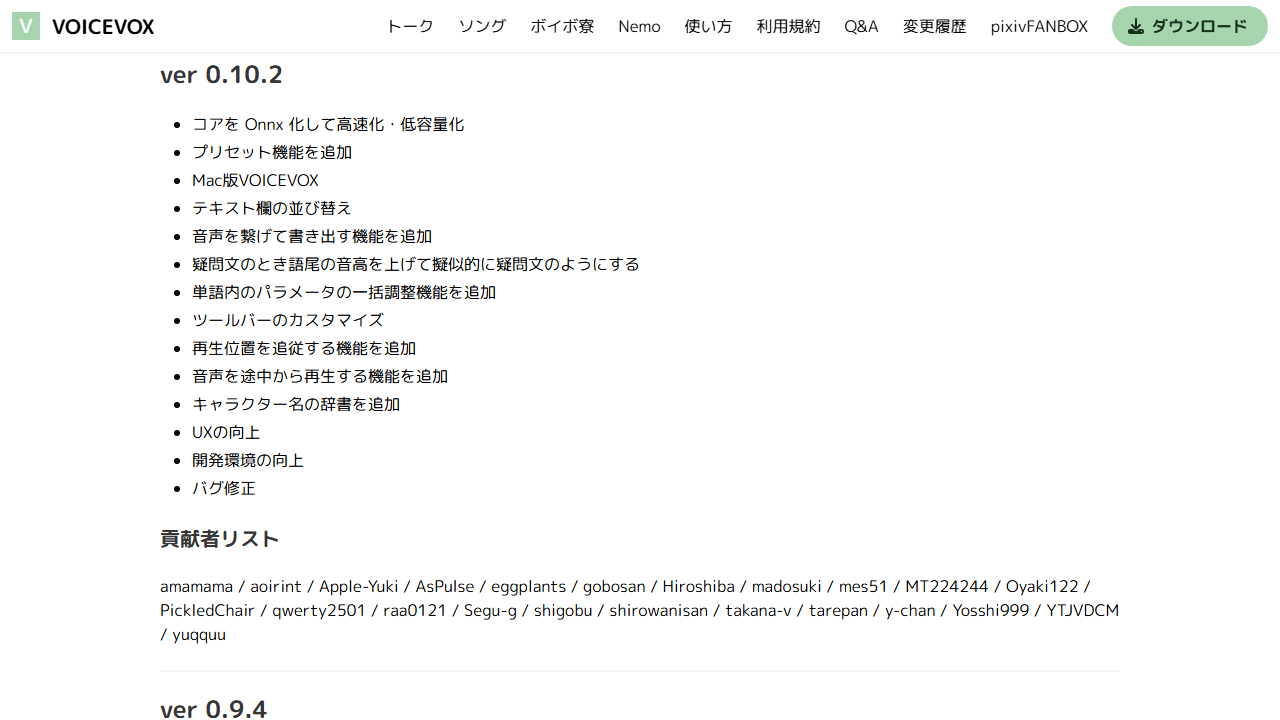 V VOICEVOX トーク ソング ボイボ寮 Nemo 使い方 利用規約 Q&A 変更履歴 pixivFANBOX ダウンロード
ver 0.10.2
コアを Onnx 化して高速化・低容量化
プリセット機能を追加
Mac版VOICEVOX
テキスト欄の並び替え
音声を繋げて書き出す機能を追加
疑問文のとき語尾の音高を上げて擬似的に疑問文のようにする
単語内のパラメータの一括調整機能を追加
ツールバーのカスタマイズ
再生位置を追従する機能を追加
音声を途中から再生する機能を追加
キャラクター名の辞書を追加
UXの向上
開発環境の向上
バグ修正
貢献者リスト
amamama / aoirint / Apple-Yuki / AsPulse / eggplants / gobosan / Hiroshiba / madosuki / mes51 / MT224244 / Oyaki122 /
PickledChair / qwerty2501 / raa0121 / Segu-g / shigobu / shirowanisan / takana-v / tarepan / y-chan / Yosshi999 / YTJVDCM
/ yuqquu
ver 0.9.4